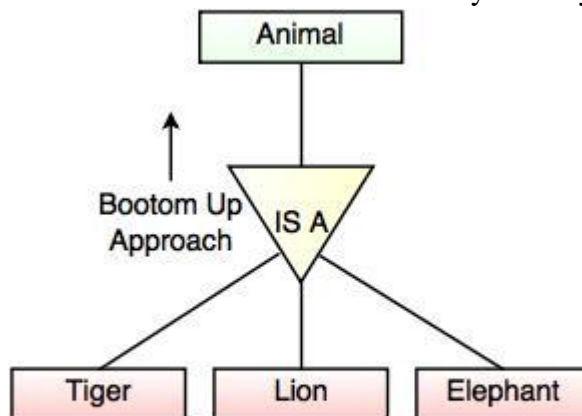 Animal
Bootom Up
Approach
IS A
Tiger
Lion
Elephant